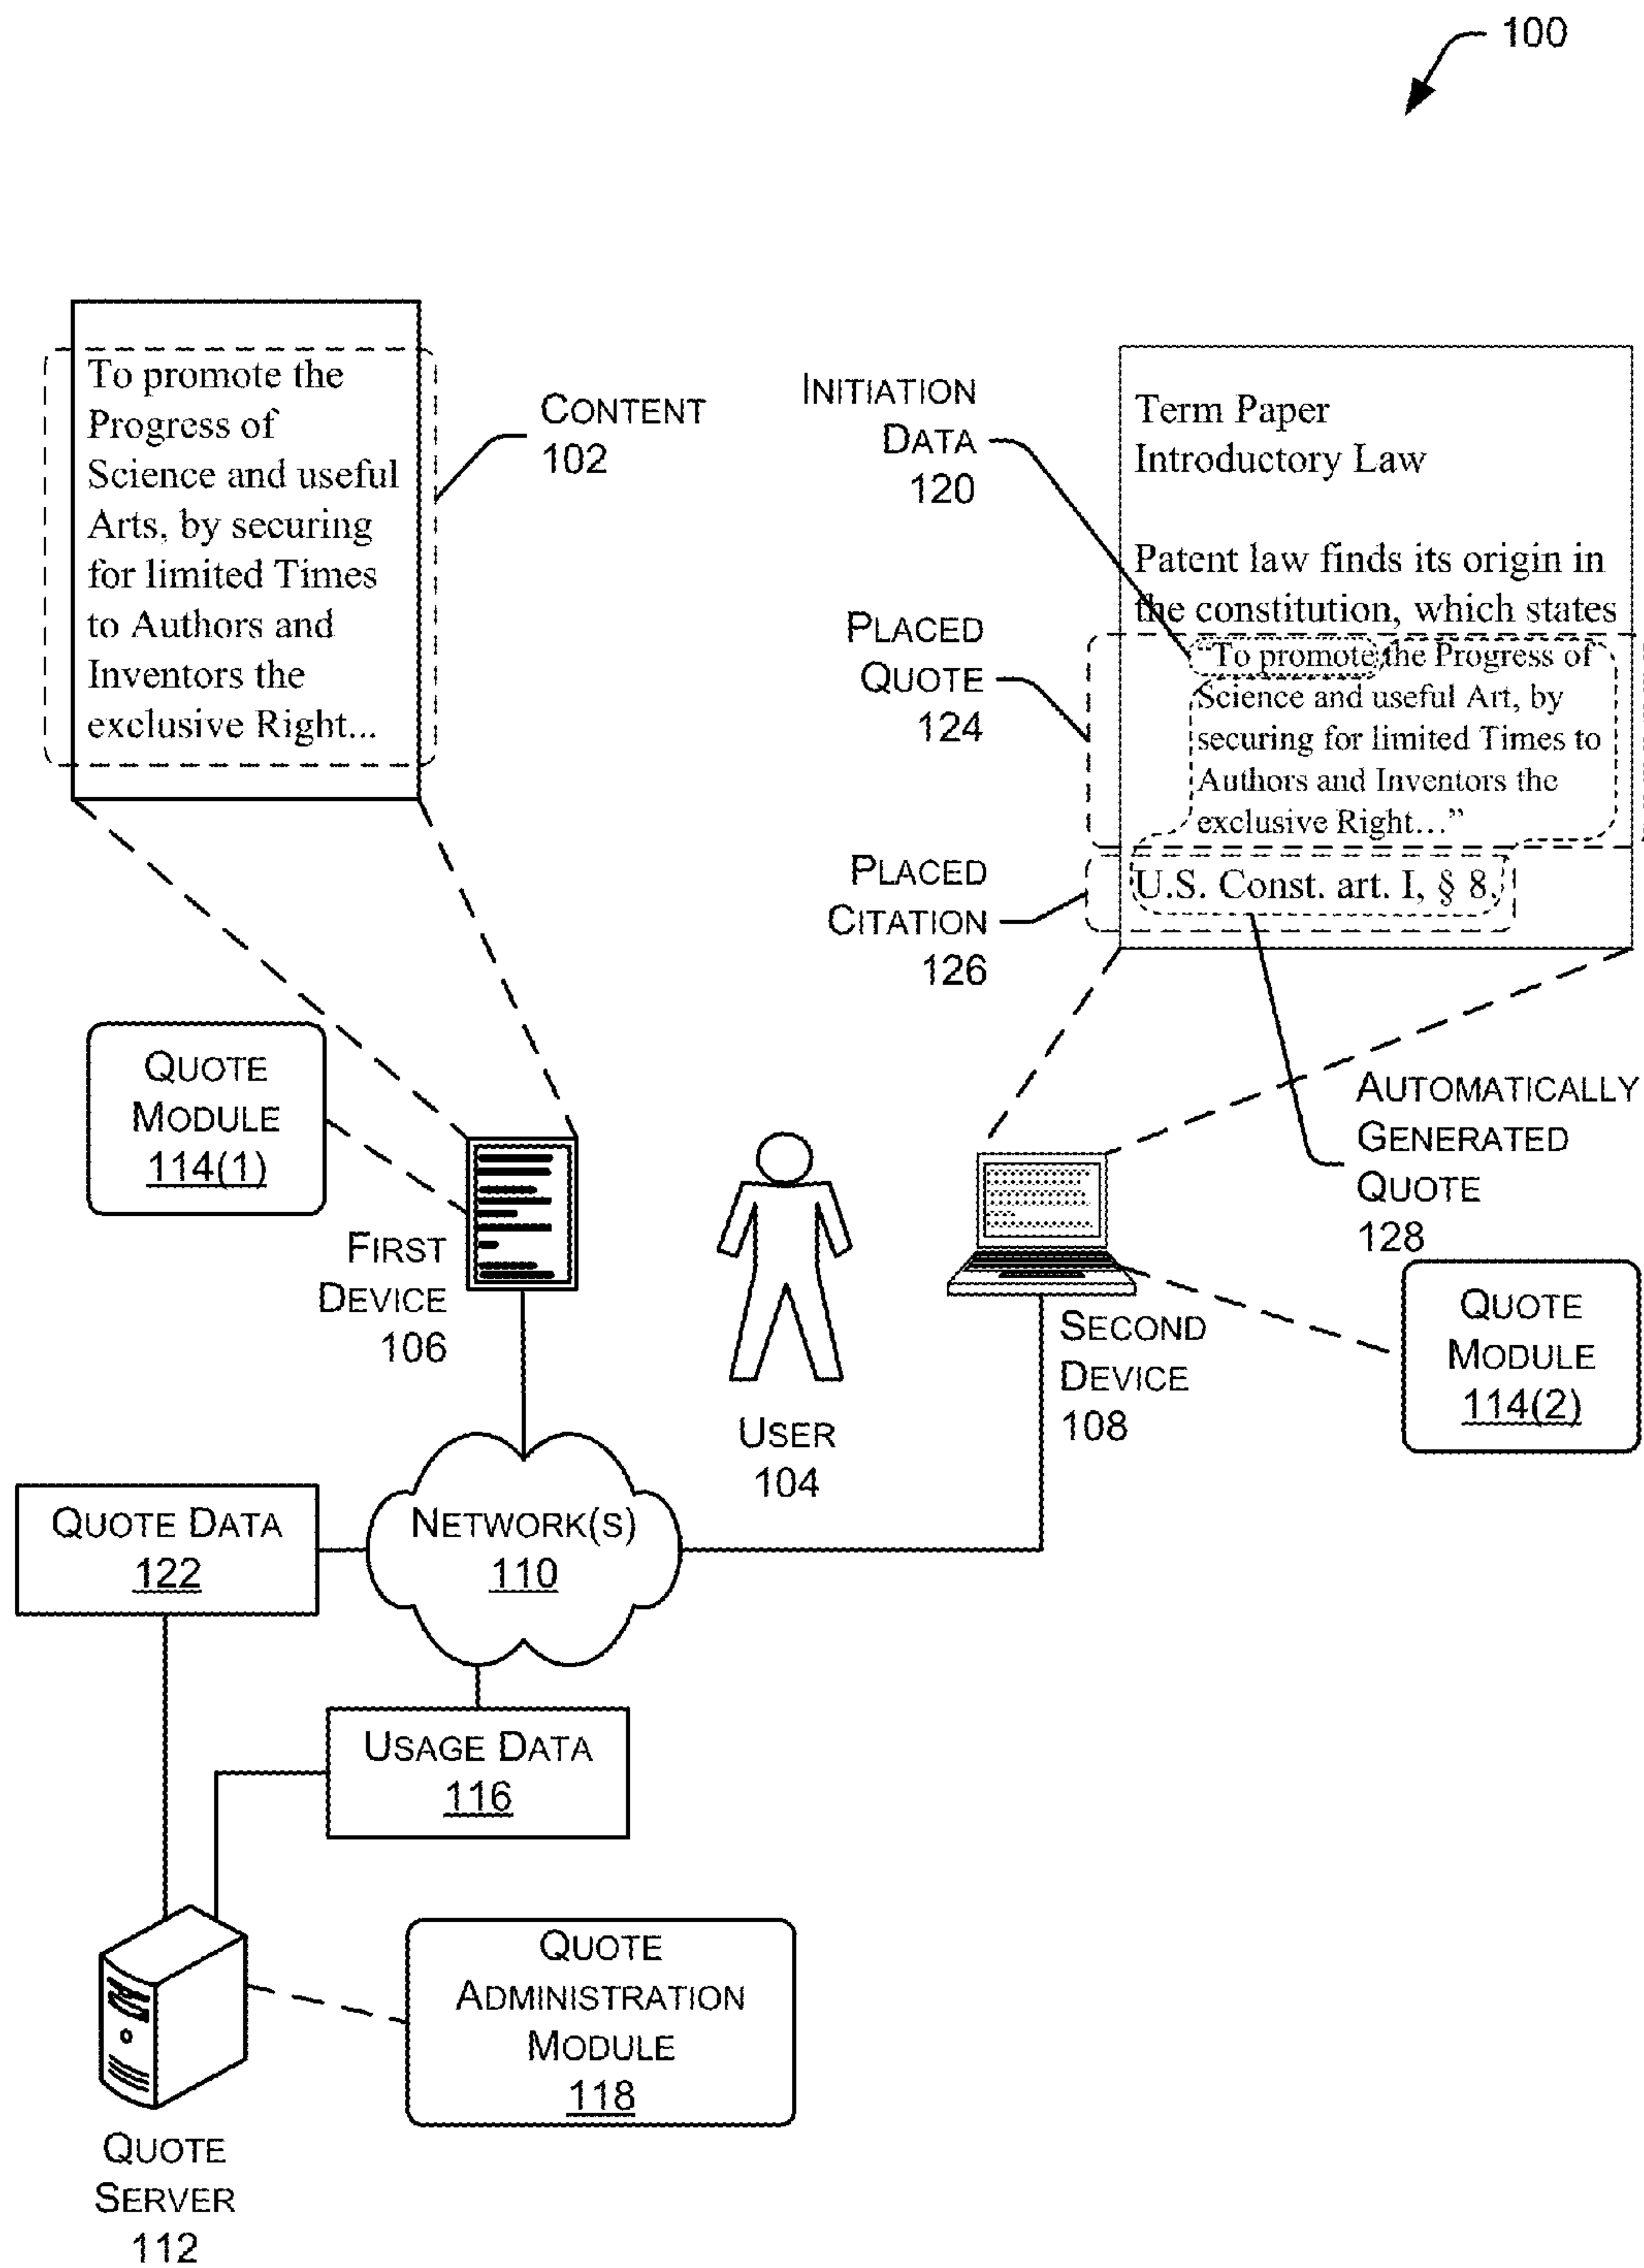 100
To promote the
Progress of
Science and useful
Arts, by securing
for limited Times
to Authors and
Inventors the
exclusive Right...
CONTENT
102
INITIATION
DATA
120
PLACED
QUOTE
124
PLACED
CITATION
126
Term Paper
Introductory Law
Patent law finds its origin in
the constitution, which states
“To promote the Progress of
Science and useful Art, by
securing for limited Times to
Authors and Inventors the
exclusive Right…”
U.S. Const. art. I, § 8.
QUOTE
MODULE
114(1)
FIRST
DEVICE
106
USER
104
SECOND
DEVICE
108
AUTOMATICALLY
GENERATED
QUOTE
128
QUOTE
MODULE
114(2)
QUOTE DATA
122
NETWORK(S)
110
USAGE DATA
116
QUOTE
ADMINISTRATION
MODULE
118
QUOTE
SERVER
112